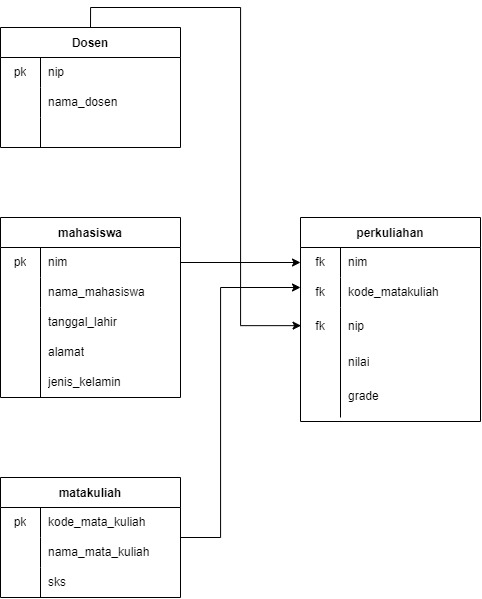 Dosen
pk nip
nama_dosen
mahasiswa
pk nim
nama_mahasiswa
tanggal_lahir
alamat
jenis_kelamin
perkuliahan
fk nim
fk kode_matakuliah
fk nip
nilai
grade
matakuliah
pk kode_mata_kuliah
nama_mata_kuliah
sks